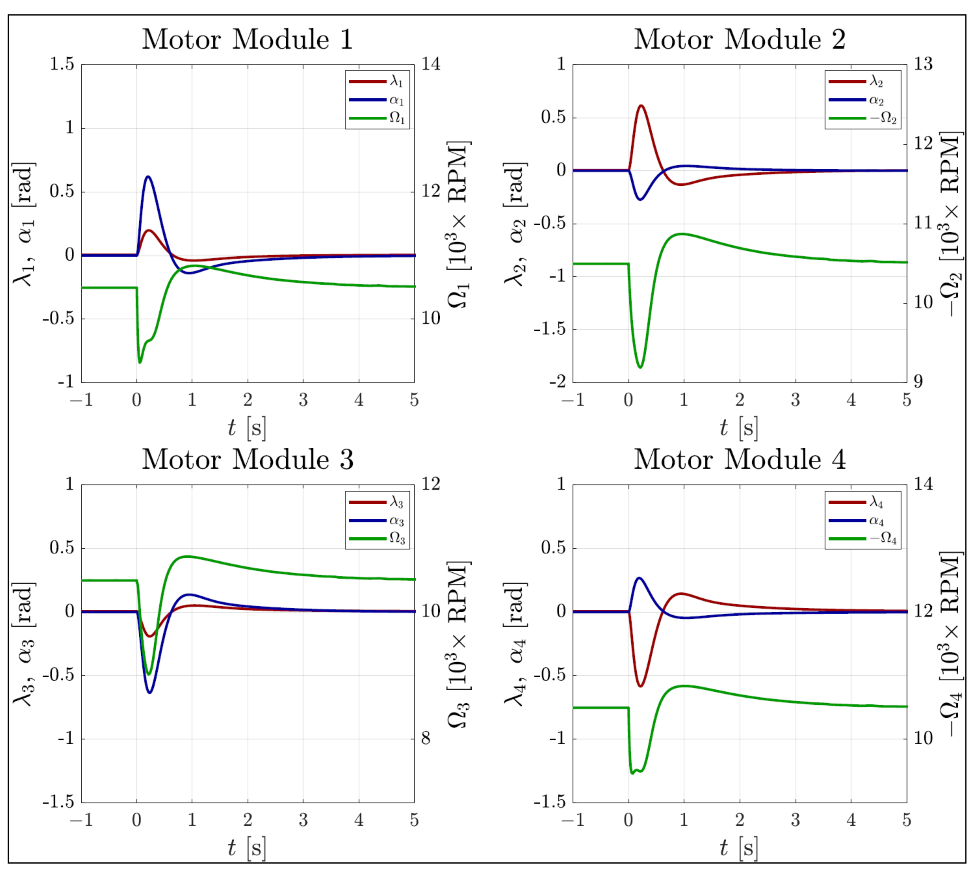 Motor Module 1
1.5
1
0.5
0
-0.5
-1
14
12
10
−1 0 1 2 3 4 5
λ₁, α₁ [rad]
Ω₁ [10³× RPM]
t [s]
λ₁
α₁
Ω₁
Motor Module 2
1
0.5
0
-0.5
-1
-1.5
-2
13
12
11
10
9
−1 0 1 2 3 4 5
λ₂, α₂ [rad]
−Ω₂ [10³× RPM]
t [s]
λ₂
α₂
−Ω₂
Motor Module 3
1
0.5
0
-0.5
-1
-1.5
12
10
8
−1 0 1 2 3 4 5
λ₃, α₃ [rad]
Ω₃ [10³× RPM]
t [s]
λ₃
α₃
Ω₃
Motor Module 4
1
0.5
0
-0.5
-1
-1.5
14
12
10
−1 0 1 2 3 4 5
λ₄, α₄ [rad]
−Ω₄ [10³× RPM]
t [s]
λ₄
α₄
−Ω₄